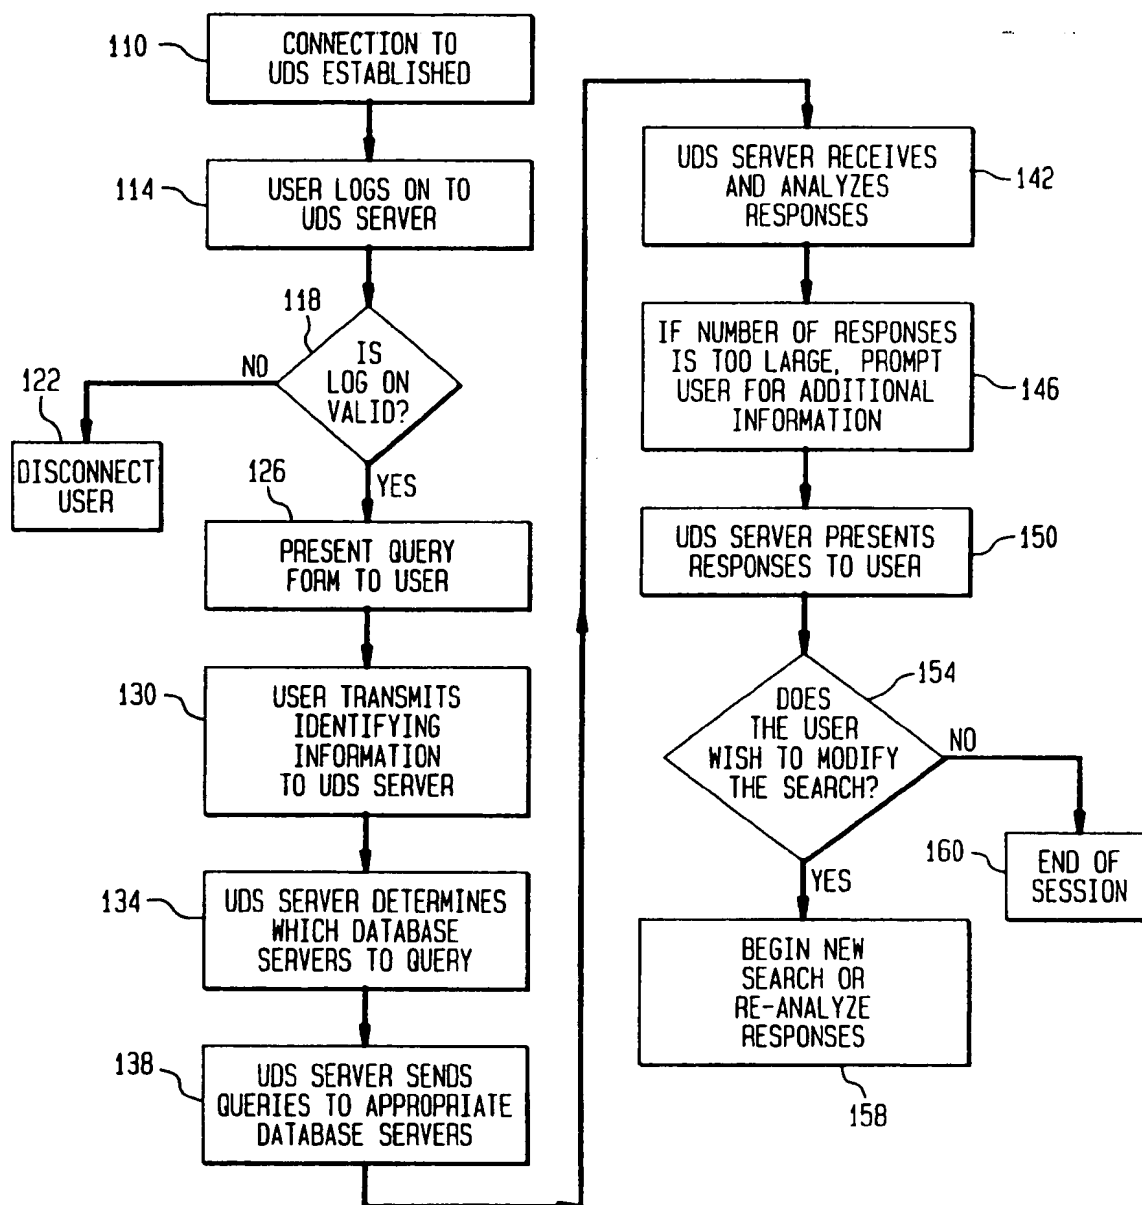 110
CONNECTION TO
UDS ESTABLISHED
114
USER LOGS ON TO
UDS SERVER
118
IS
LOG ON
VALID?
NO
122
DISCONNECT
USER
YES
126
PRESENT QUERY
FORM TO USER
130
USER TRANSMITS
IDENTIFYING
INFORMATION
TO UDS SERVER
134
UDS SERVER DETERMINES
WHICH DATABASE
SERVERS TO QUERY
138
UDS SERVER SENDS
QUERIES TO APPROPRIATE
DATABASE SERVERS
UDS SERVER RECEIVES
AND ANALYZES
RESPONSES
142
IF NUMBER OF RESPONSES
IS TOO LARGE, PROMPT
USER FOR ADDITIONAL
INFORMATION
146
UDS SERVER PRESENTS
RESPONSES TO USER
150
154
DOES
THE USER
WISH TO MODIFY
THE SEARCH?
NO
160
END OF
SESSION
YES
BEGIN NEW
SEARCH OR
RE-ANALYZE
RESPONSES
158